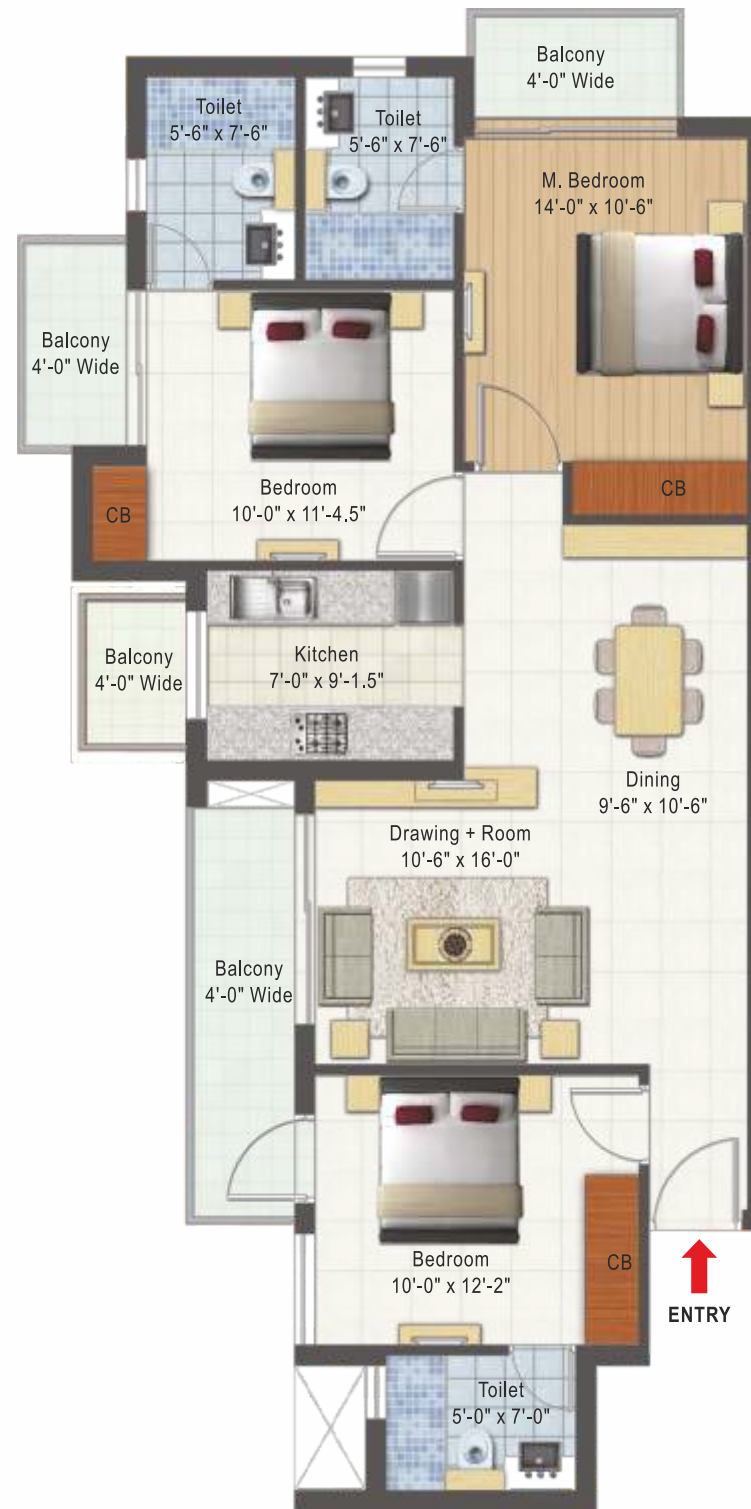 Balcony
4'-0" Wide
Toilet
5'-6" x 7'-6"
Toilet
5'-6" x 7'-6"
M. Bedroom
14'-0" x 10'-6"
Balcony
4'-0" Wide
Bedroom
10'-0" x 11'-4.5"
CB
CB
Balcony
4'-0" Wide
Kitchen
7'-0" x 9'-1.5"
Dining
9'-6" x 10'-6"
Drawing + Room
10'-6" x 16'-0"
Balcony
4'-0" Wide
Bedroom
10'-0" x 12'-2"
CB
ENTRY
Toilet
5'-0" x 7'-0"